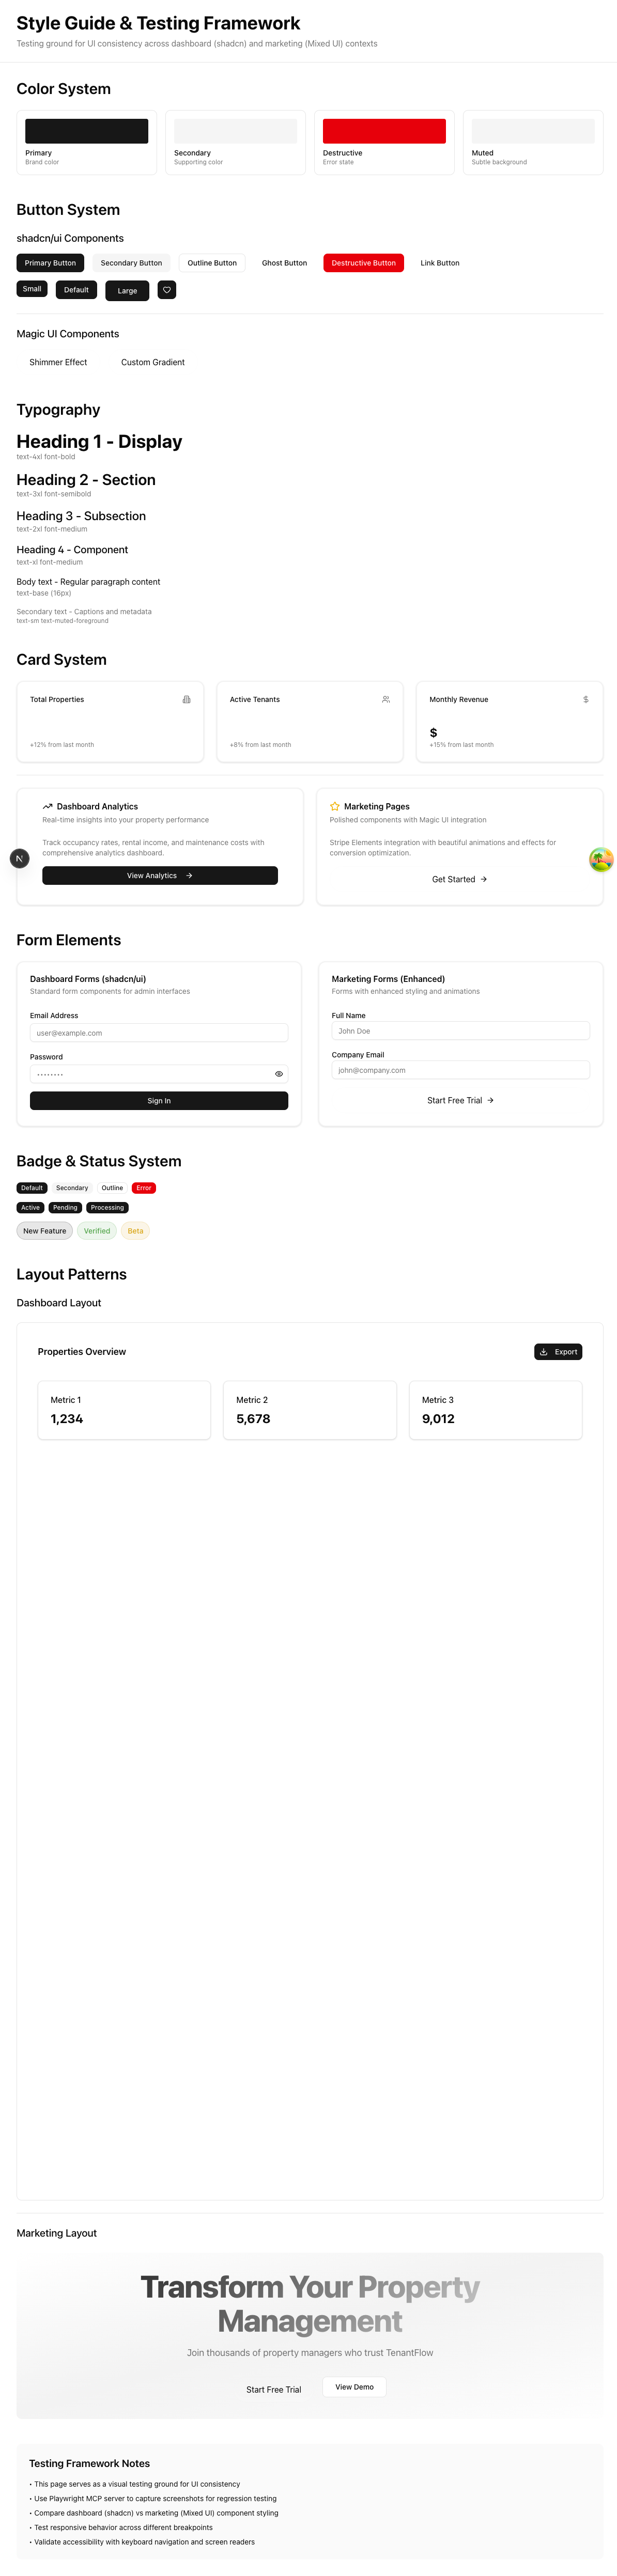 Style Guide & Testing Framework
Testing ground for UI consistency across dashboard (shadcn) and marketing (Mixed UI) contexts
Color System
Primary
Brand color
Secondary
Supporting color
Destructive
Error state
Muted
Subtle background
Button System
shadcn/ui Components
Primary Button
Secondary Button
Outline Button
Ghost Button
Destructive Button
Link Button
Small
Default
Large
Magic UI Components
Shimmer Effect
Custom Gradient
Typography
Heading 1 - Display
text-4xl font-bold
Heading 2 - Section
text-3xl font-semibold
Heading 3 - Subsection
text-2xl font-medium
Heading 4 - Component
text-xl font-medium
Body text - Regular paragraph content
text-base (16px)
Secondary text - Captions and metadata
text-sm text-muted-foreground
Card System
Total Properties
+12% from last month
Active Tenants
+8% from last month
Monthly Revenue
$
+15% from last month
Dashboard Analytics
Real-time insights into your property performance
Track occupancy rates, rental income, and maintenance costs with
comprehensive analytics dashboard.
View Analytics →
Marketing Pages
Polished components with Magic UI integration
Stripe Elements integration with beautiful animations and effects for
conversion optimization.
Get Started →
N
Form Elements
Dashboard Forms (shadcn/ui)
Standard form components for admin interfaces
Email Address
user@example.com
Password
••••••••
Sign In
Marketing Forms (Enhanced)
Forms with enhanced styling and animations
Full Name
John Doe
Company Email
john@company.com
Start Free Trial →
Badge & Status System
Default
Secondary
Outline
Error
Active
Pending
Processing
New Feature
Verified
Beta
Layout Patterns
Dashboard Layout
Properties Overview
Export
Metric 1
1,234
Metric 2
5,678
Metric 3
9,012
Marketing Layout
Transform Your Property
Management
Join thousands of property managers who trust TenantFlow
Start Free Trial
View Demo
Testing Framework Notes
• This page serves as a visual testing ground for UI consistency
• Use Playwright MCP server to capture screenshots for regression testing
• Compare dashboard (shadcn) vs marketing (Mixed UI) component styling
• Test responsive behavior across different breakpoints
• Validate accessibility with keyboard navigation and screen readers